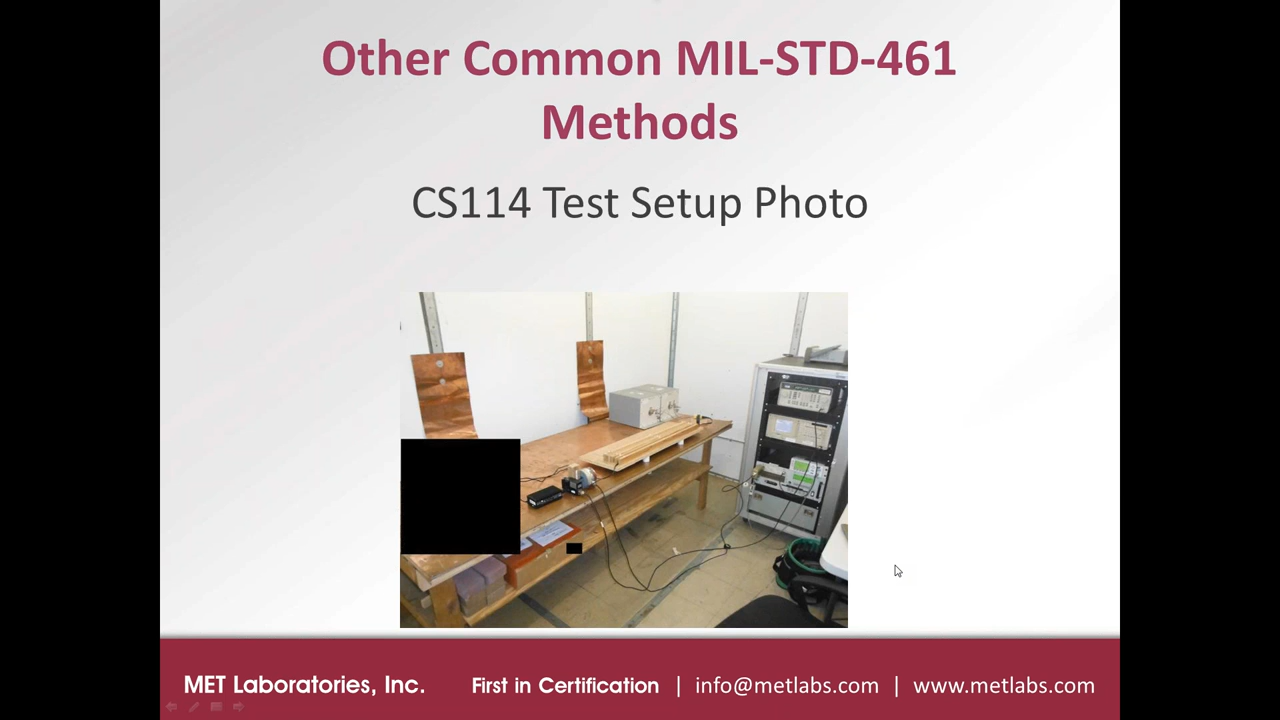 Other Common MIL-STD-461
Methods
CS114 Test Setup Photo
MET Laboratories, Inc. First in Certification | info@metlabs.com | www.metlabs.com